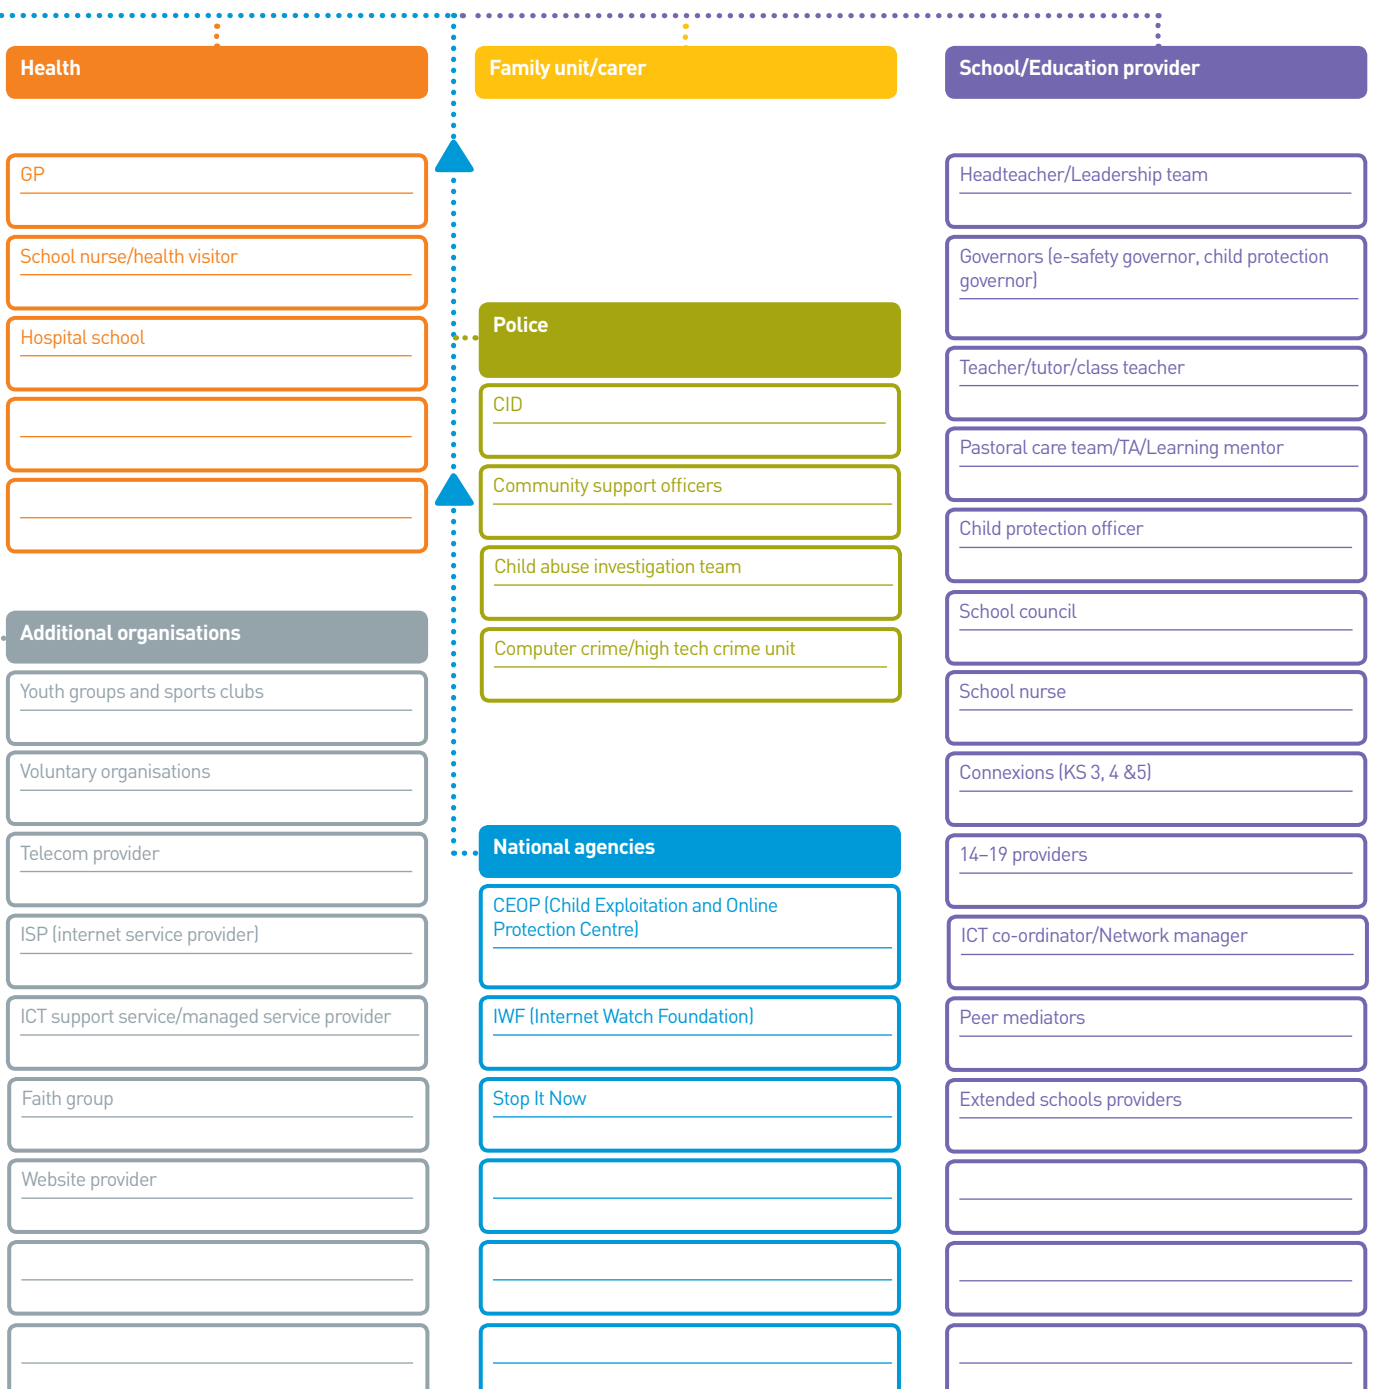 Health
GP
School nurse/health visitor
Hospital school
Additional organisations
Youth groups and sports clubs
Voluntary organisations
Telecom provider
ISP (internet service provider)
ICT support service/managed service provider
Faith group
Website provider
Family unit/carer
Police
CID
Community support officers
Child abuse investigation team
Computer crime/high tech crime unit
National agencies
CEOP (Child Exploitation and Online
Protection Centre)
IWF (Internet Watch Foundation)
Stop It Now
School/Education provider
Headteacher/Leadership team
Governors (e-safety governor, child protection
governor)
Teacher/tutor/class teacher
Pastoral care team/TA/Learning mentor
Child protection officer
School council
School nurse
Connexions (KS 3, 4 &5)
14–19 providers
ICT co-ordinator/Network manager
Peer mediators
Extended schools providers